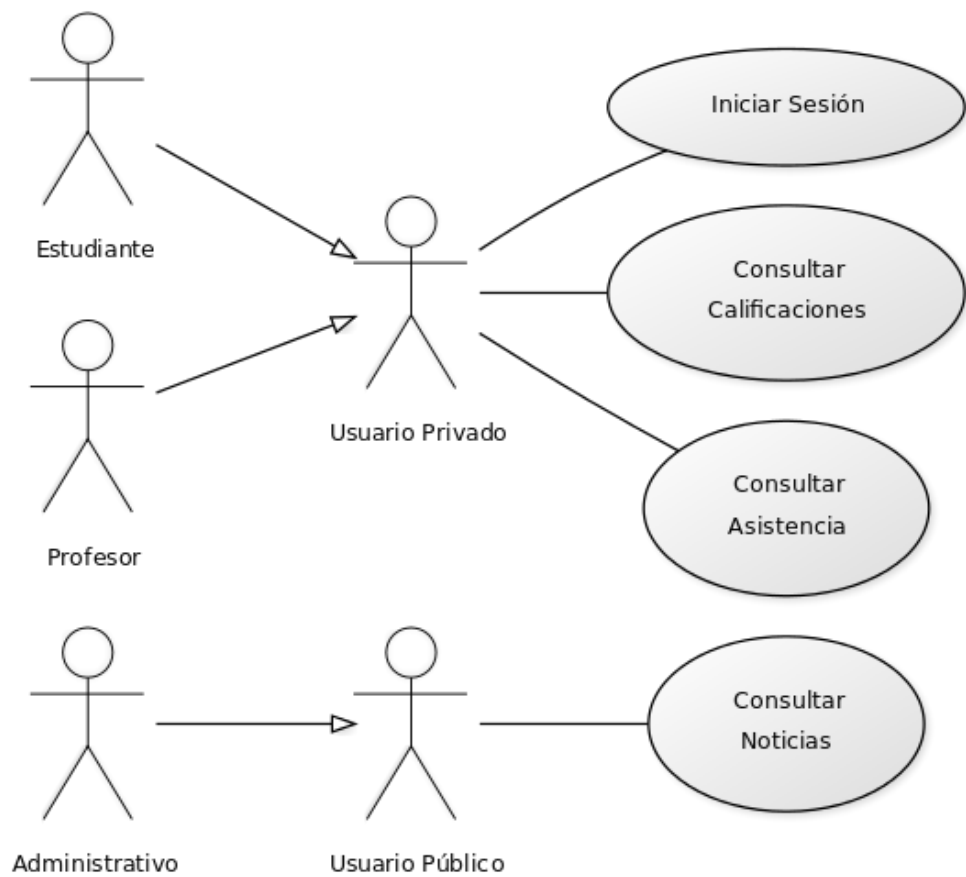 Iniciar Sesión
Estudiante
Consultar
Calificaciones
Usuario Privado
Consultar
Asistencia
Profesor
Consultar
Noticias
Administrativo
Usuario Público